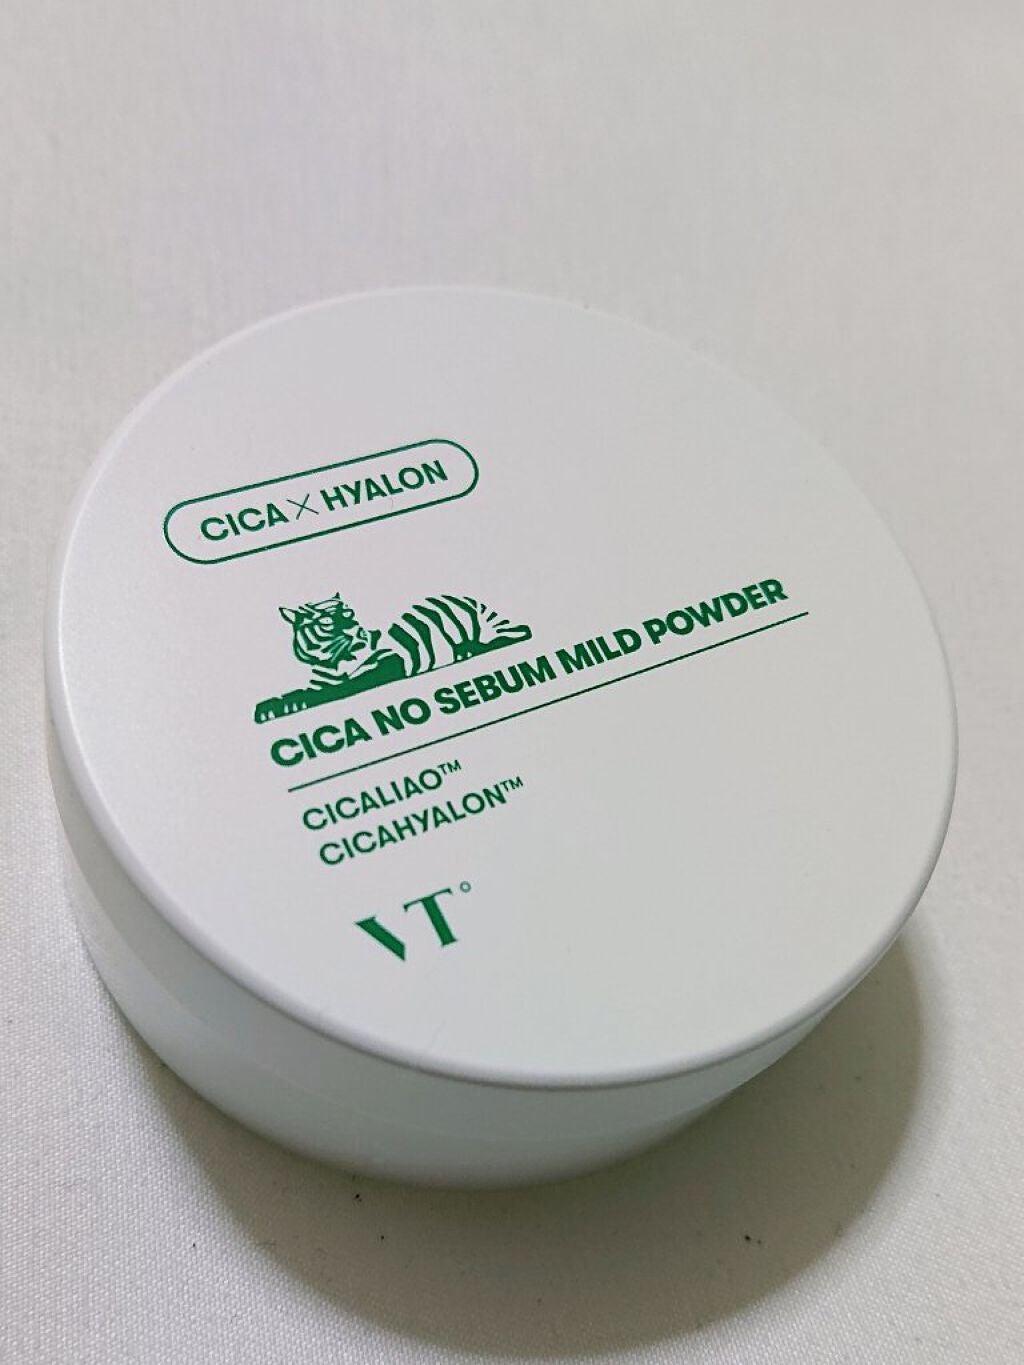 CICA×HYALON
CICA NO SEBUM MILD POWDER
CICALIAO™
CICAHYALON™
VT°